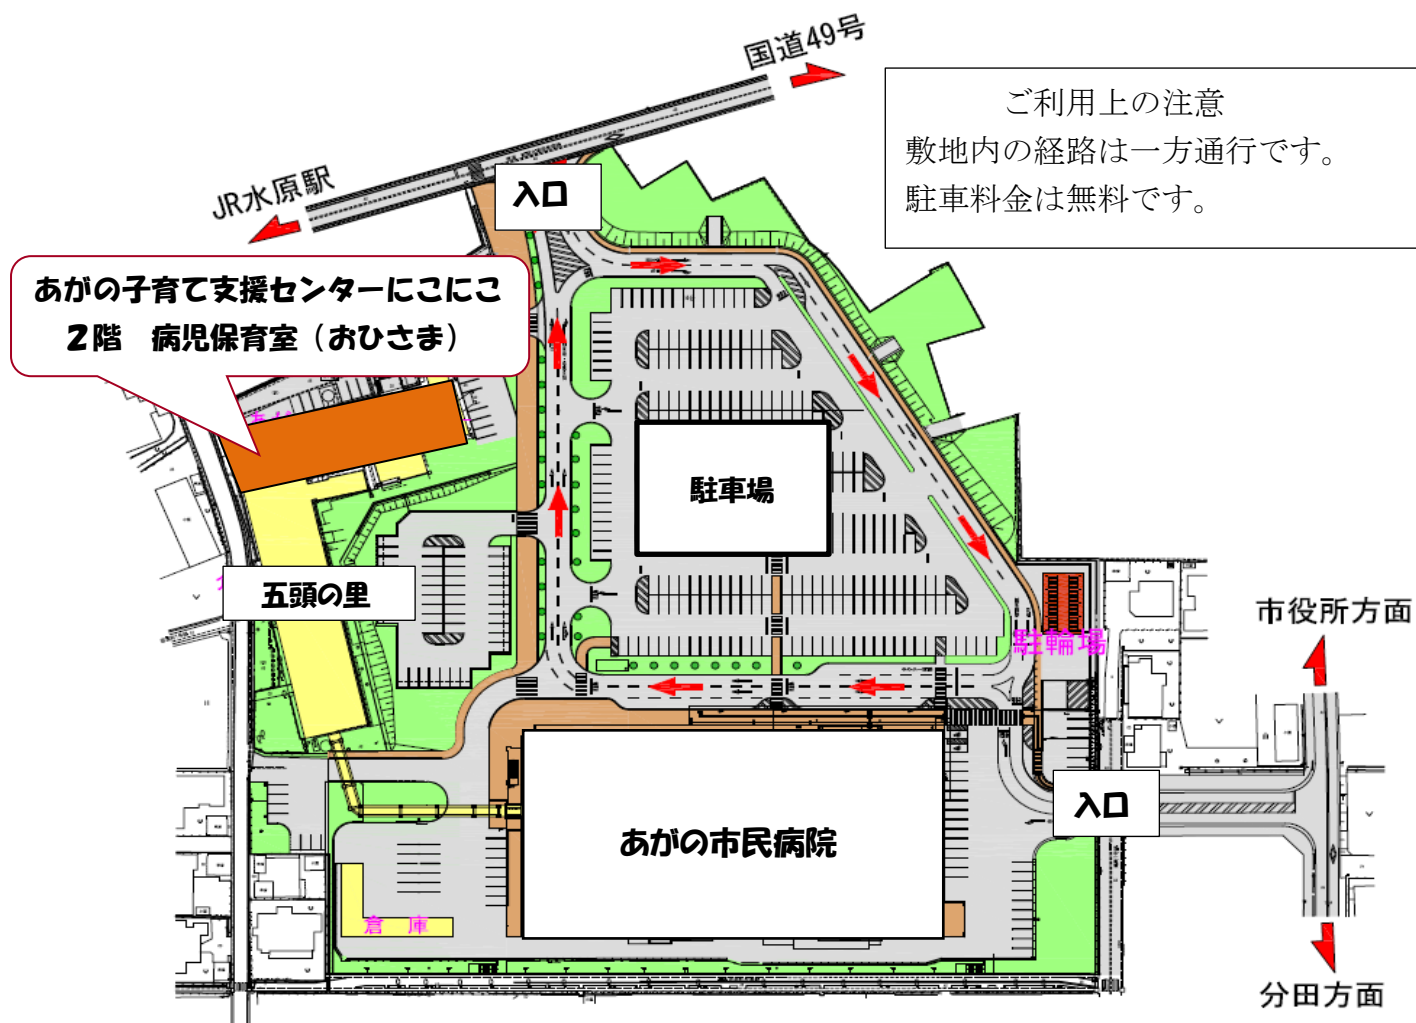 国道49号
ご利用上の注意
敷地内の経路は一方通行です。
駐車料金は無料です。
JR水原駅
入口
あがの子育て支援センターにこにこ
2階　病児保育室（おひさま）
駐車場
五頭の里
駐輪場
市役所方面
入口
あがの市民病院
倉庫
分田方面